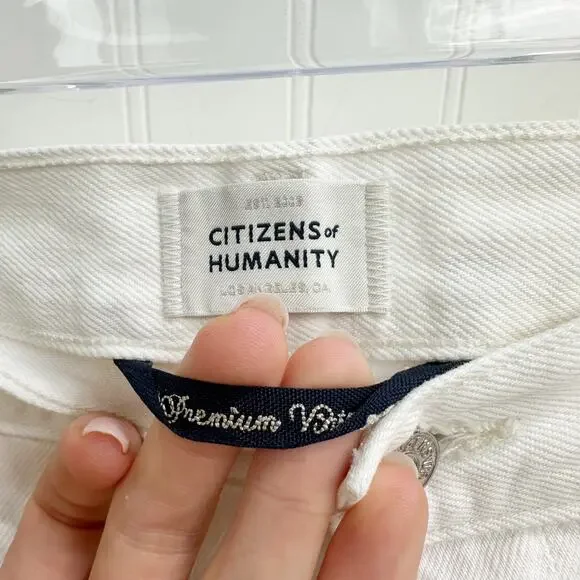 EST. 2003
CITIZENS of
HUMANITY
LOS ANGELES, CA
Premium